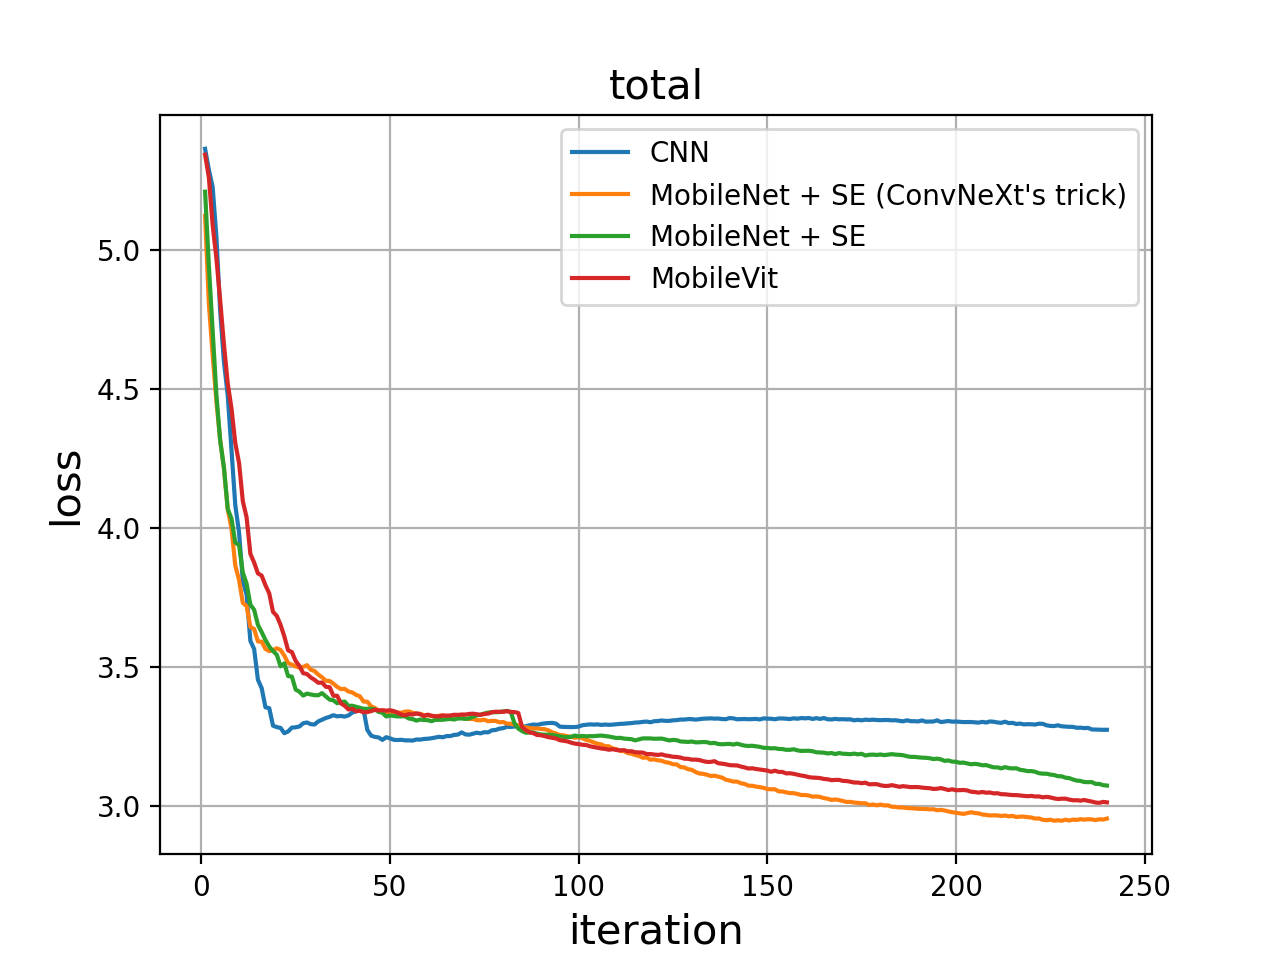 total
CNN
MobileNet + SE (ConvNeXt's trick)
MobileNet + SE
MobileVit
loss
5.0
4.5
4.0
3.5
3.0
0 50 100 150 200 250
iteration